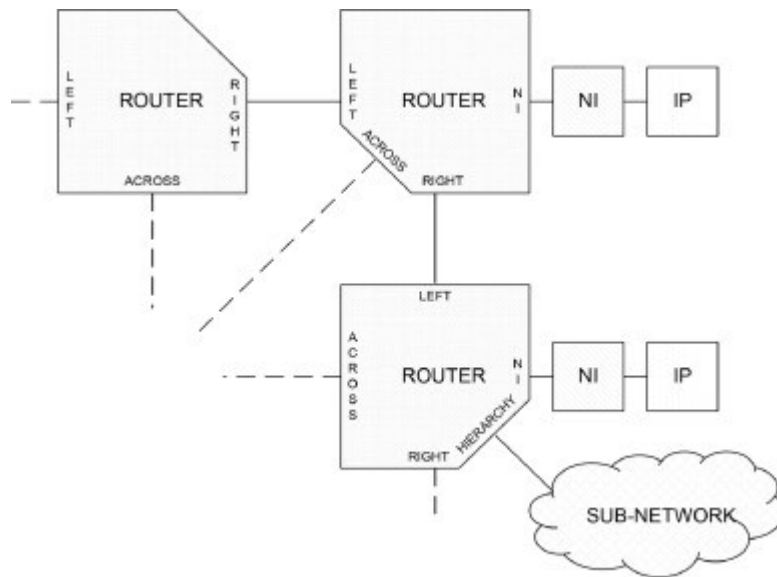 LEFT
ROUTER
RIGHT
ACROSS
LEFT
ROUTER
NI
ACROSS
RIGHT
NI
IP
LEFT
ACROSS
ROUTER
NI
HIERARCHY
RIGHT
NI
IP
SUB-NETWORK